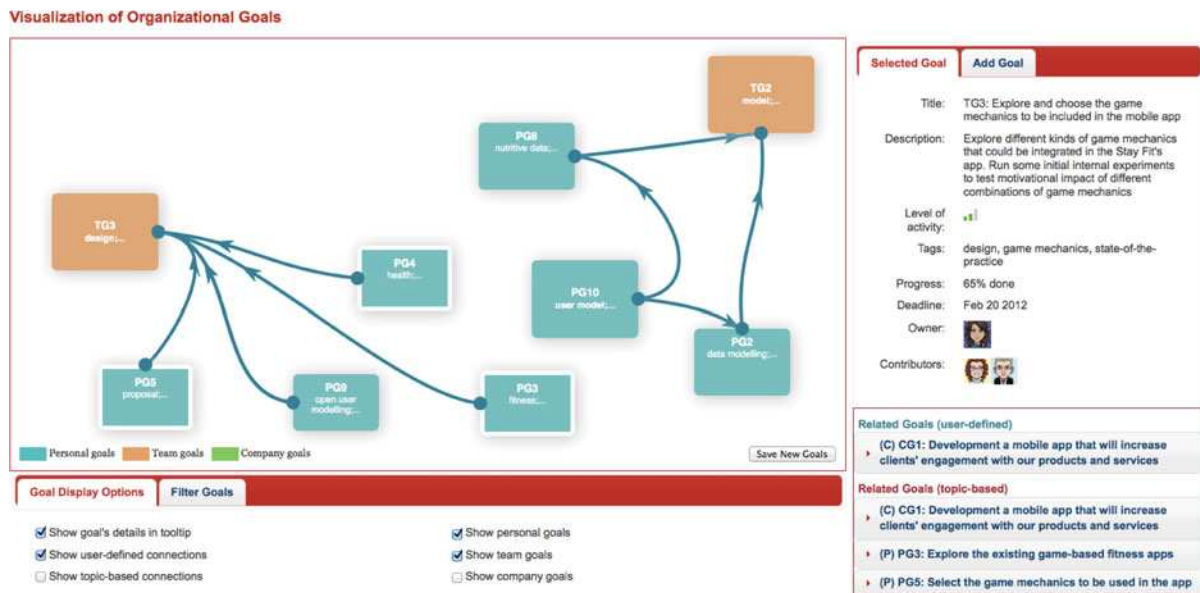 Visualization of Organizational Goals
TG2
model;...
PG8
nutritive data;...
TG3
design;...
PG4
health;...
PG10
user model;...
PG2
data modelling;...
PG5
proposal;...
PG9
open user
modelling;...
PG3
fitness;...
Personal goals
Team goals
Company goals
Save New Goals
Goal Display Options
Filter Goals
Show goal's details in tooltip
Show user-defined connections
Show topic-based connections
Show personal goals
Show team goals
Show company goals
Selected Goal
Add Goal
Title: TG3: Explore and choose the game
mechanics to be included in the mobile app
Description: Explore different kinds of game mechanics
that could be integrated in the Stay Fit's
app. Run some initial internal experiments
to test motivational impact of different
combinations of game mechanics
Level of
activity:
Tags: design, game mechanics, state-of-the-
practice
Progress: 65% done
Deadline: Feb 20 2012
Owner:
Contributors:
Related Goals (user-defined)
(C) CG1: Development a mobile app that will increase
clients' engagement with our products and services
Related Goals (topic-based)
(C) CG1: Development a mobile app that will increase
clients' engagement with our products and services
(P) PG3: Explore the existing game-based fitness apps
(P) PG5: Select the game mechanics to be used in the app